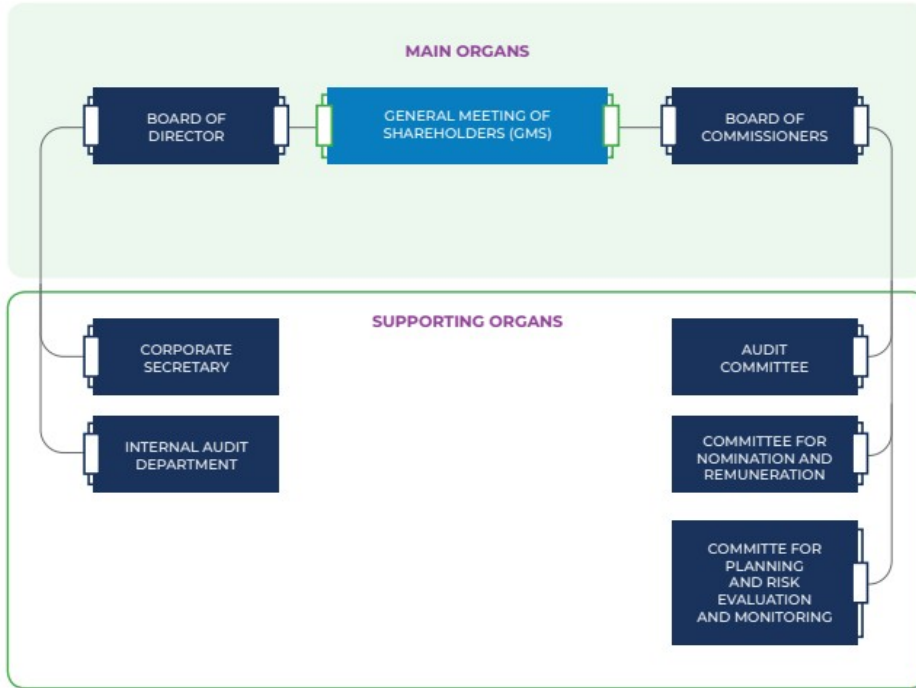 MAIN ORGANS
BOARD OF
DIRECTOR
GENERAL MEETING OF
SHAREHOLDERS (GMS)
BOARD OF
COMMISSIONERS
SUPPORTING ORGANS
CORPORATE
SECRETARY
AUDIT
COMMITTEE
INTERNAL AUDIT
DEPARTMENT
COMMITTEE FOR
NOMINATION AND
REMUNERATION
COMMITTE FOR
PLANNING
AND RISK
EVALUATION
AND MONITORING